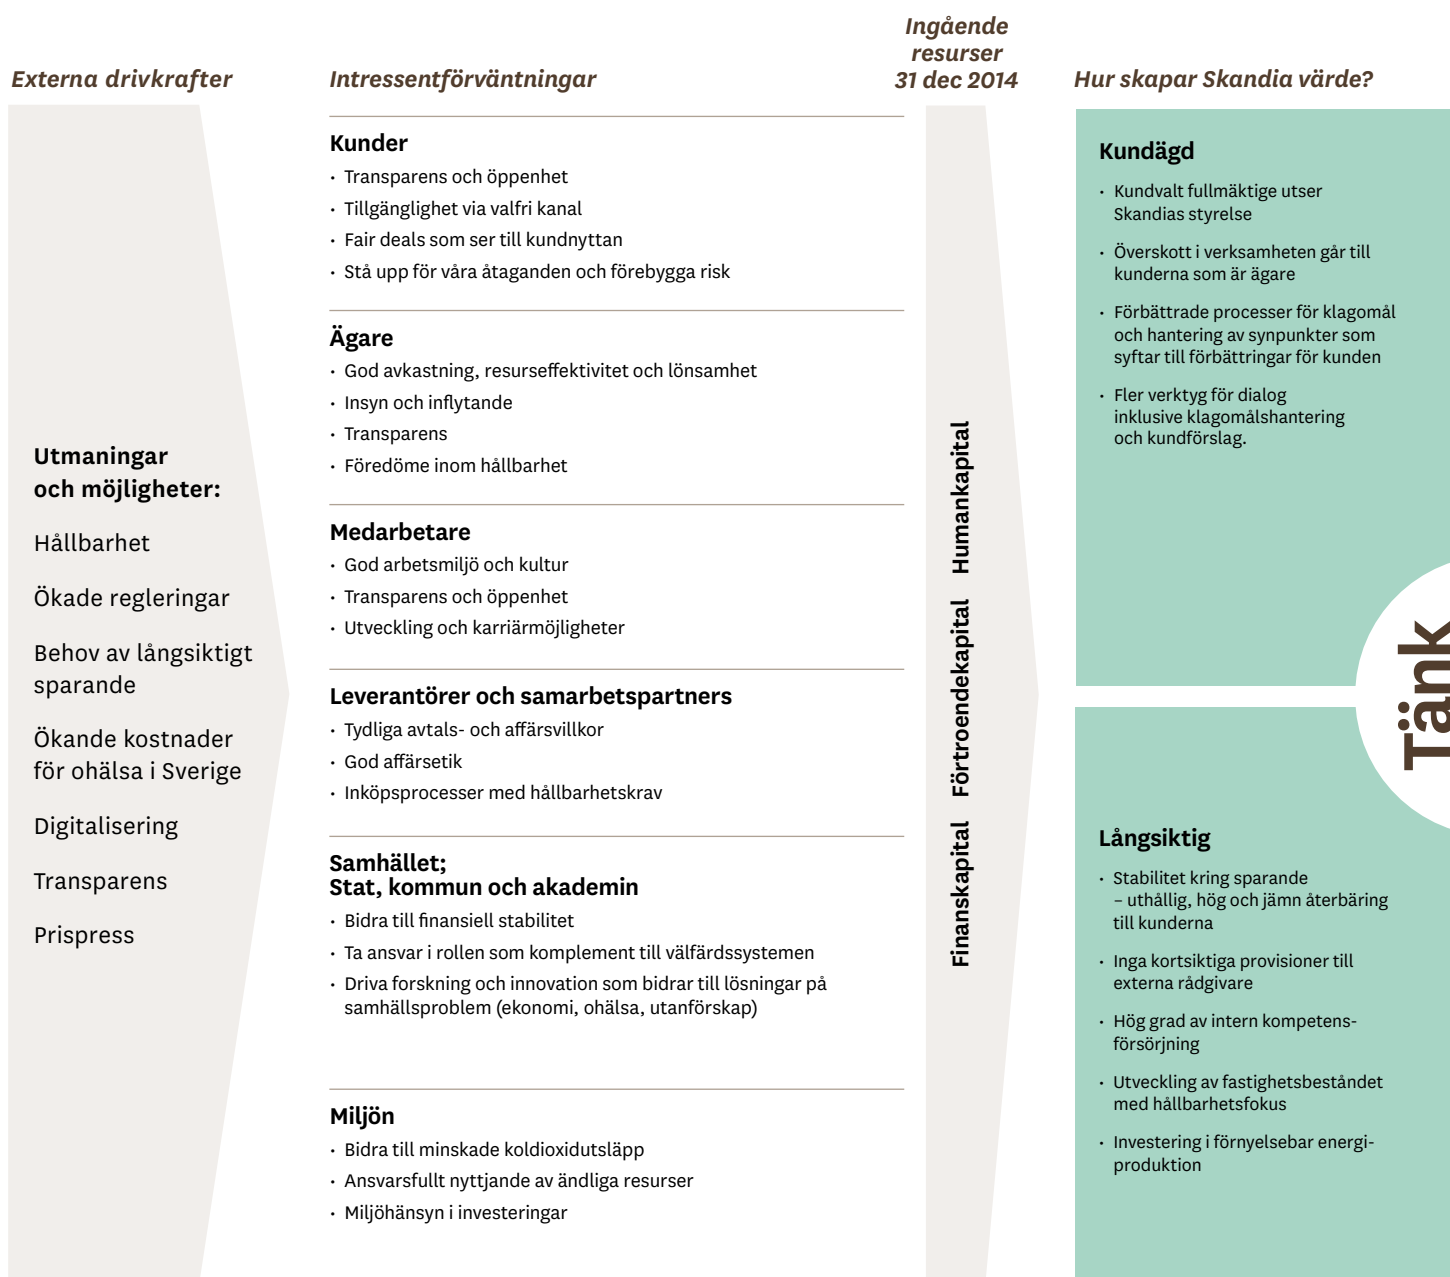 Externa drivkrafter
Utmaningar
och möjligheter:
Hållbarhet
Ökade regleringar
Behov av långsiktigt
sparande
Ökande kostnader
för ohälsa i Sverige
Digitalisering
Transparens
Prispress
Intressentförväntningar
Kunder
· Transparens och öppenhet
· Tillgänglighet via valfri kanal
· Fair deals som ser till kundnyttan
· Stå upp för våra åtaganden och förebygga risk
Ägare
· God avkastning, resurseffektivitet och lönsamhet
· Insyn och inflytande
· Transparens
· Föredöme inom hållbarhet
Medarbetare
· God arbetsmiljö och kultur
· Transparens och öppenhet
· Utveckling och karriärmöjligheter
Leverantörer och samarbetspartners
· Tydliga avtals- och affärsvillkor
· God affärsetik
· Inköpsprocesser med hållbarhetskrav
Samhället;
Stat, kommun och akademin
· Bidra till finansiell stabilitet
· Ta ansvar i rollen som komplement till välfärdssystemen
· Driva forskning och innovation som bidrar till lösningar på
samhällsproblem (ekonomi, ohälsa, utanförskap)
Miljön
· Bidra till minskade koldioxidutsläpp
· Ansvarsfullt nyttjande av ändliga resurser
· Miljöhänsyn i investeringar
Ingående
resurser
31 dec 2014
Finanskapital Förtroendekapital Humankapital
Hur skapar Skandia värde?
Kundägd
· Kundvalt fullmäktige utser
Skandias styrelse
· Överskott i verksamheten går till
kunderna som är ägare
· Förbättrade processer för klagomål
och hantering av synpunkter som
syftar till förbättringar för kunden
· Fler verktyg för dialog
inklusive klagomålshantering
och kundförslag.
Tänk
Långsiktig
· Stabilitet kring sparande
– uthållig, hög och jämn återbäring
till kunderna
· Inga kortsiktiga provisioner till
externa rådgivare
· Hög grad av intern kompetens-
försörjning
· Utveckling av fastighetsbeståndet
med hållbarhetsfokus
· Investering i förnyelsebar energi-
produktion